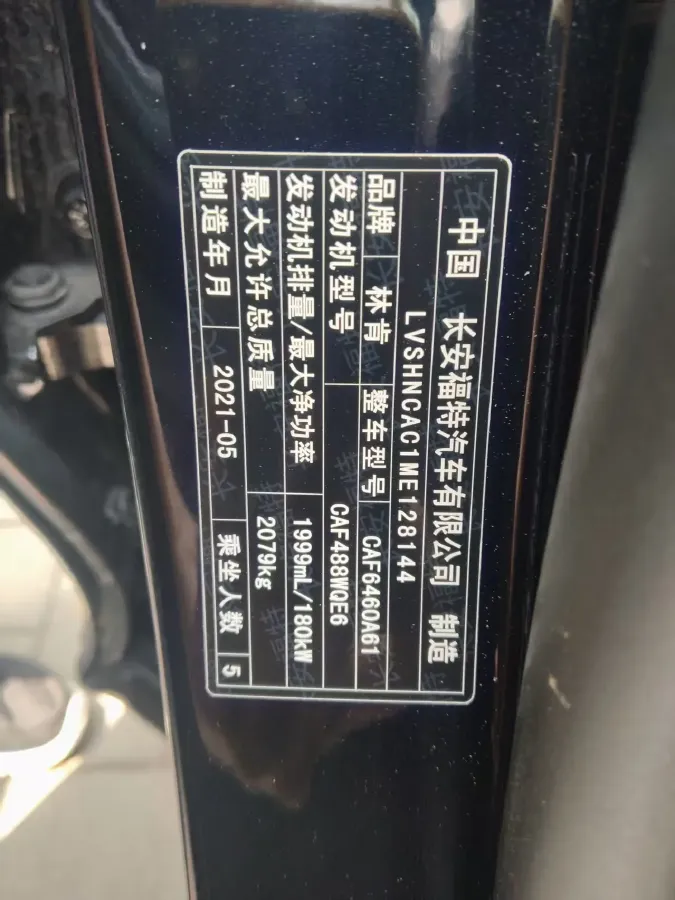 中国 长安福特汽车有限公司 制造
LVSHNCAC1ME128144
品牌 林肯 整车型号 CAF6460A61
发动机型号 CAF488WQE6
发动机排量/最大净功率 1999mL/180kW
最大允许总质量 2079kg
制造年月 2021-05 乘坐人数 5